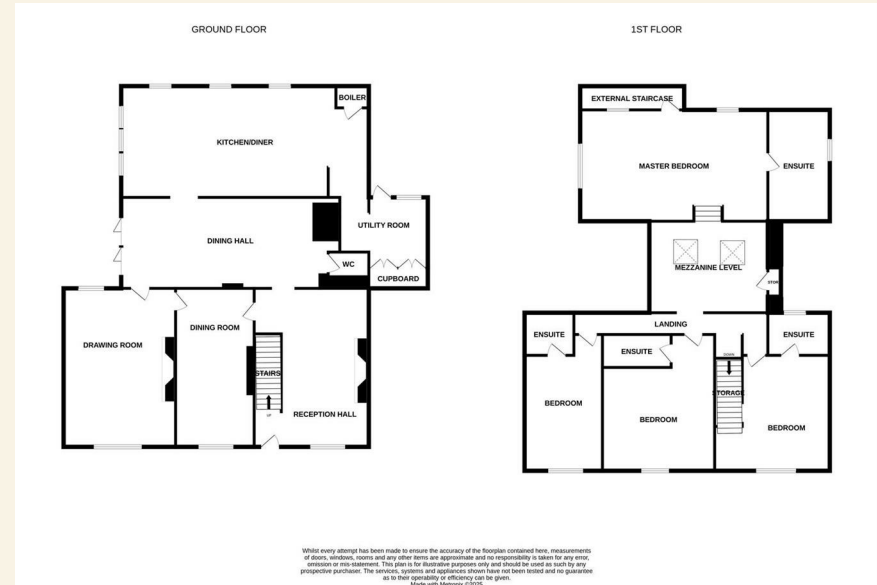 GROUND FLOOR
1ST FLOOR
BOILER
KITCHEN/DINER
UTILITY ROOM
DINING HALL
WC
CUPBOARD
DRAWING ROOM
DINING ROOM
STAIRS
UP
RECEPTION HALL
EXTERNAL STAIRCASE
MASTER BEDROOM
ENSUITE
MEZZANINE LEVEL
STOR
LANDING
ENSUITE
ENSUITE
ENSUITE
DOWN
STORAGE
BEDROOM
BEDROOM
BEDROOM
Whilst every attempt has been made to ensure the accuracy of the floorplan contained here, measurements
of doors, windows, rooms and any other items are approximate and no responsibility is taken for any error,
omission or mis-statement. This plan is for illustrative purposes only and should be used as such by any
prospective purchaser. The services, systems and appliances shown have not been tested and no guarantee
as to their operability or efficiency can be given.
Made with Metropix ©2025